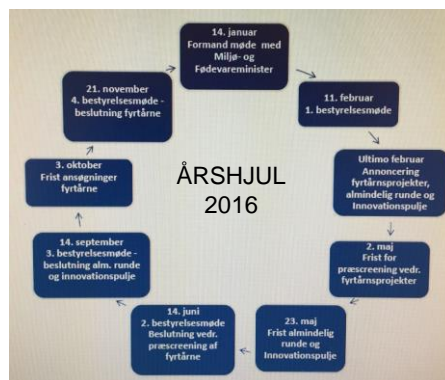 14. januar
Formand møde med
Miljø- og
Fødevareminister
11. februar
1. bestyrelsesmøde
Ultimo februar
Annoncering
fyrtårnsprojekter,
almindelig runde og
Innovationspulje
2. maj
Frist for
præscreening vedr.
fyrtårnsprojekter
23. maj
Frist almindelig
runde og
Innovationspulje
14. juni
2. bestyrelsesmøde
Beslutning vedr.
præscreening af
fyrtårne
14. september
3. bestyrelsesmøde -
beslutning alm. runde
og innovationspulje
3. oktober
Frist ansøgninger
fyrtårne
21. november
4. bestyrelsesmøde -
beslutning fyrtårne
ÅRSHJUL
2016